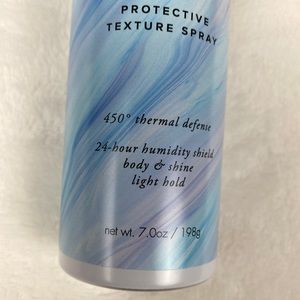 PROTECTIVE
TEXTURE SPRAY
450° thermal defense
24-hour humidity shield
body & shine
light hold
net wt. 7.0oz / 198g